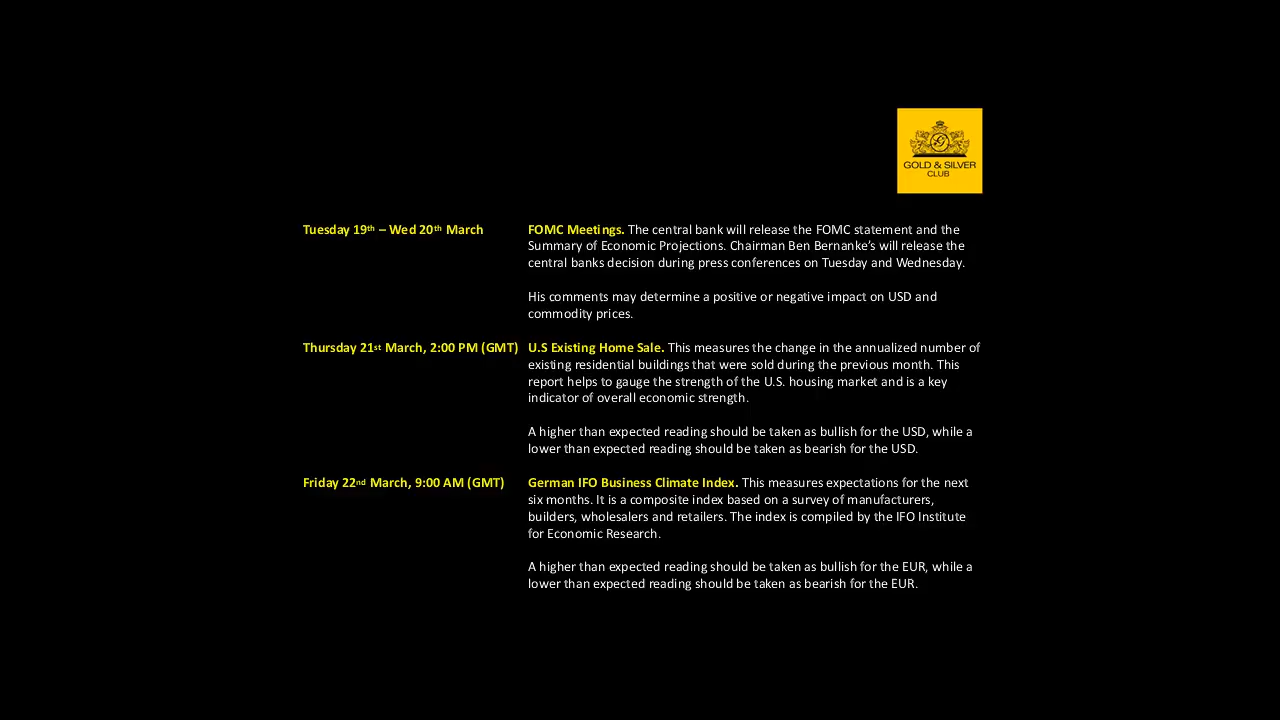 GOLD & SILVER
CLUB
Tuesday 19th – Wed 20th March
FOMC Meetings. The central bank will release the FOMC statement and the
Summary of Economic Projections. Chairman Ben Bernanke’s will release the
central banks decision during press conferences on Tuesday and Wednesday.
His comments may determine a positive or negative impact on USD and
commodity prices.
Thursday 21st March, 2:00 PM (GMT)
U.S Existing Home Sale. This measures the change in the annualized number of
existing residential buildings that were sold during the previous month. This
report helps to gauge the strength of the U.S. housing market and is a key
indicator of overall economic strength.
A higher than expected reading should be taken as bullish for the USD, while a
lower than expected reading should be taken as bearish for the USD.
Friday 22nd March, 9:00 AM (GMT)
German IFO Business Climate Index. This measures expectations for the next
six months. It is a composite index based on a survey of manufacturers,
builders, wholesalers and retailers. The index is compiled by the IFO Institute
for Economic Research.
A higher than expected reading should be taken as bullish for the EUR, while a
lower than expected reading should be taken as bearish for the EUR.